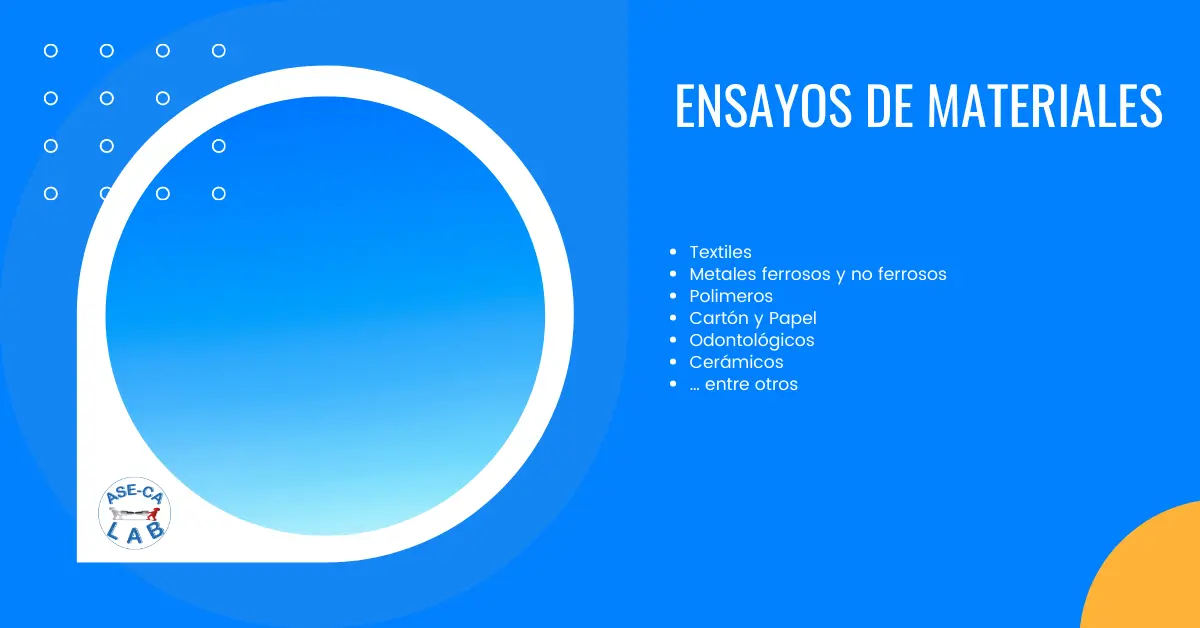 ENSAYOS DE MATERIALES
Textiles
Metales ferrosos y no ferrosos
Polimeros
Cartón y Papel
Odontológicos
Cerámicos
... entre otros
ASE-CA
LAB